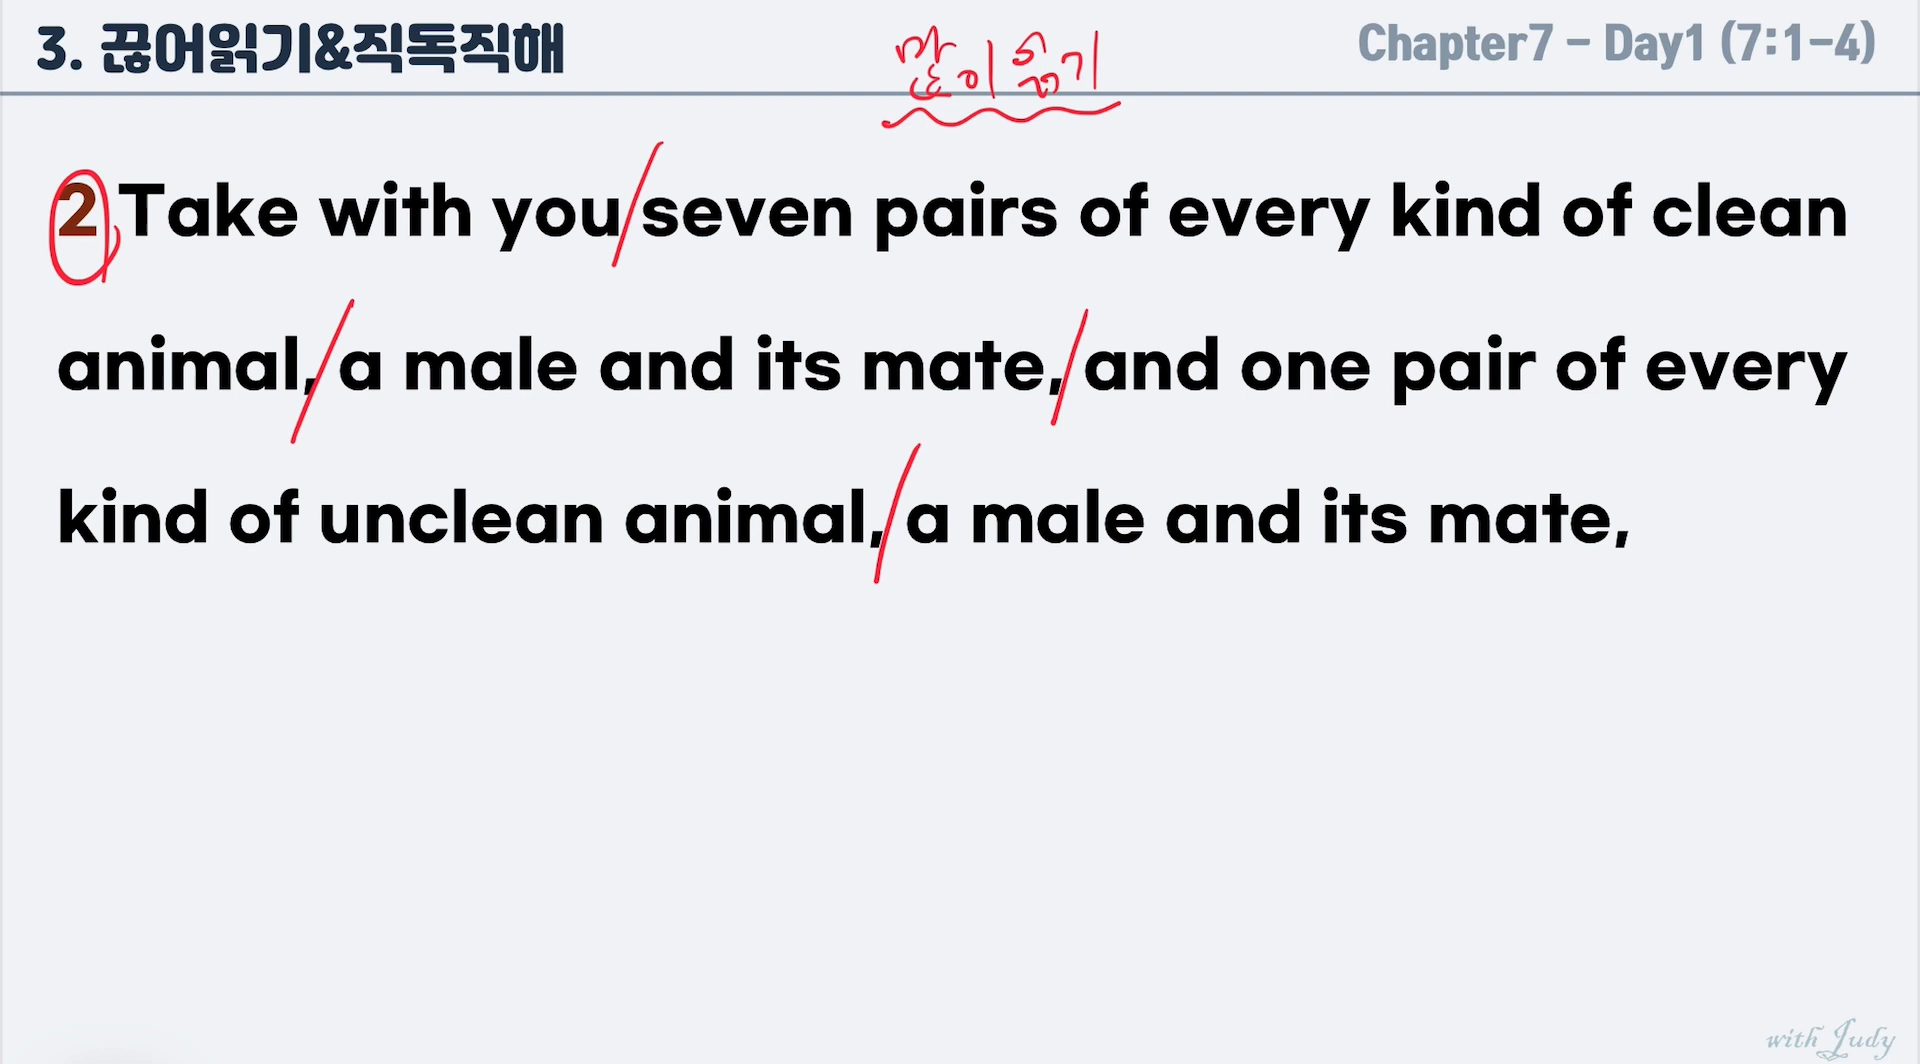 3. 끊어읽기&직독직해
많이 읽기
Chapter7 - Day1 (7:1-4)
2 Take with you/seven pairs of every kind of clean
animal,/a male and its mate,/and one pair of every
kind of unclean animal,/a male and its mate,
with Judy